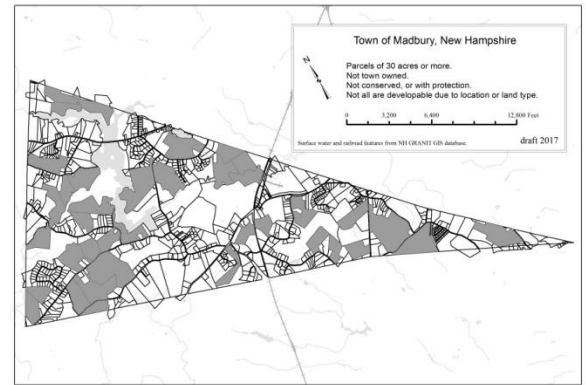 Town of Madbury, New Hampshire
N
Parcels of 30 acres or more.
Not town owned.
Not conserved, or with protection.
Not all are developable due to location or land type.
0 3,200 6,400 12,800 Feet
Surface water and railroad features from NH GRANIT GIS database.
draft 2017